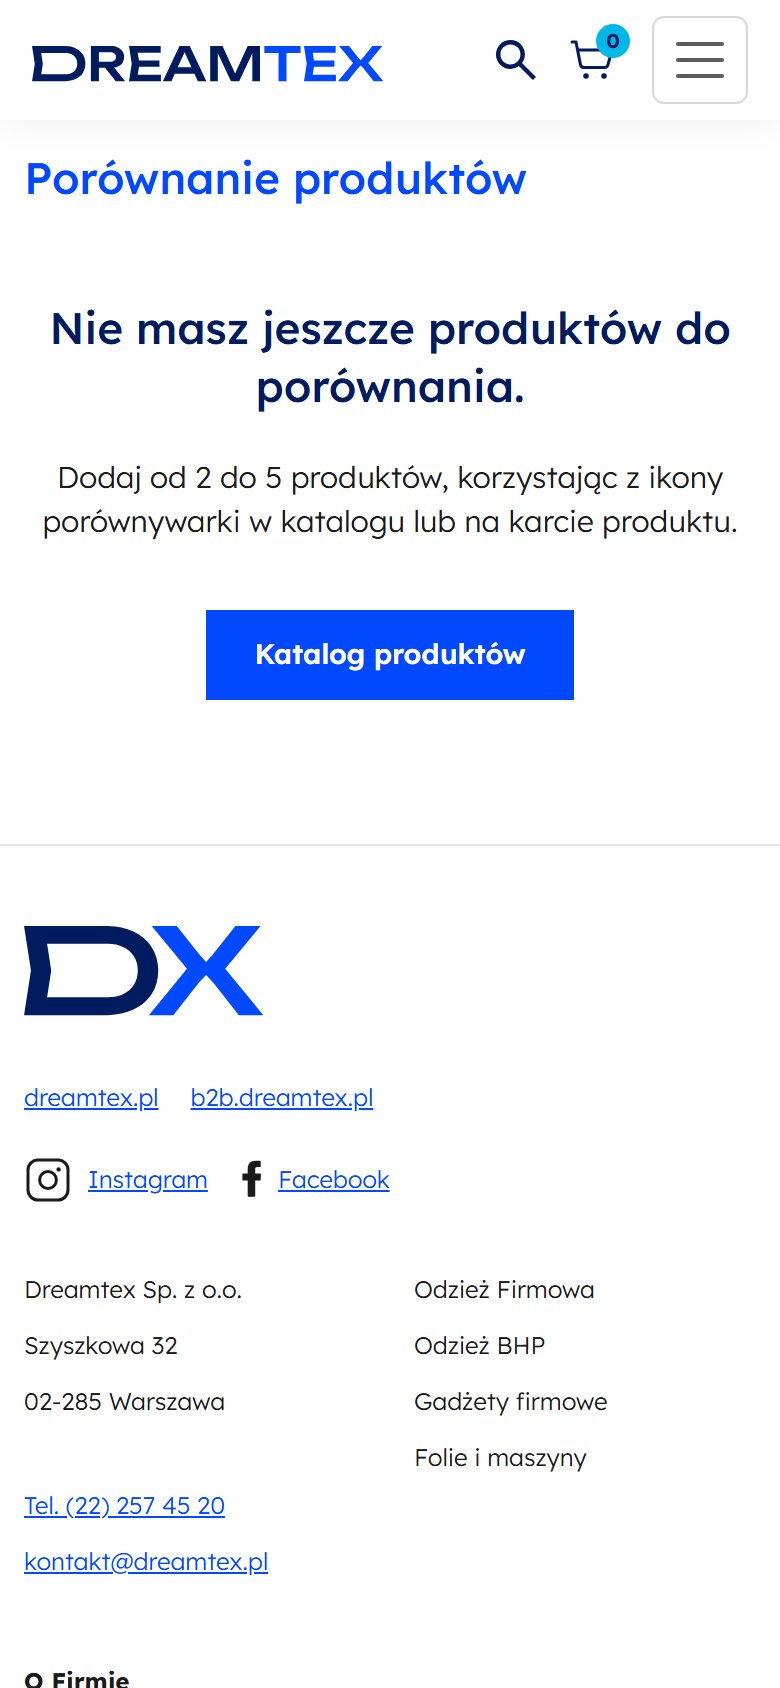 DREAMTEX
0
Porównanie produktów
Nie masz jeszcze produktów do
porównania.
Dodaj od 2 do 5 produktów, korzystając z ikony
porównywarki w katalogu lub na karcie produktu.
Katalog produktów
DX
dreamtex.pl b2b.dreamtex.pl
Instagram Facebook
Dreamtex Sp. z o.o.
Szyszkowa 32
02-285 Warszawa
Tel. (22) 257 45 20
kontakt@dreamtex.pl
Odzież Firmowa
Odzież BHP
Gadżety firmowe
Folie i maszyny
O Firmie